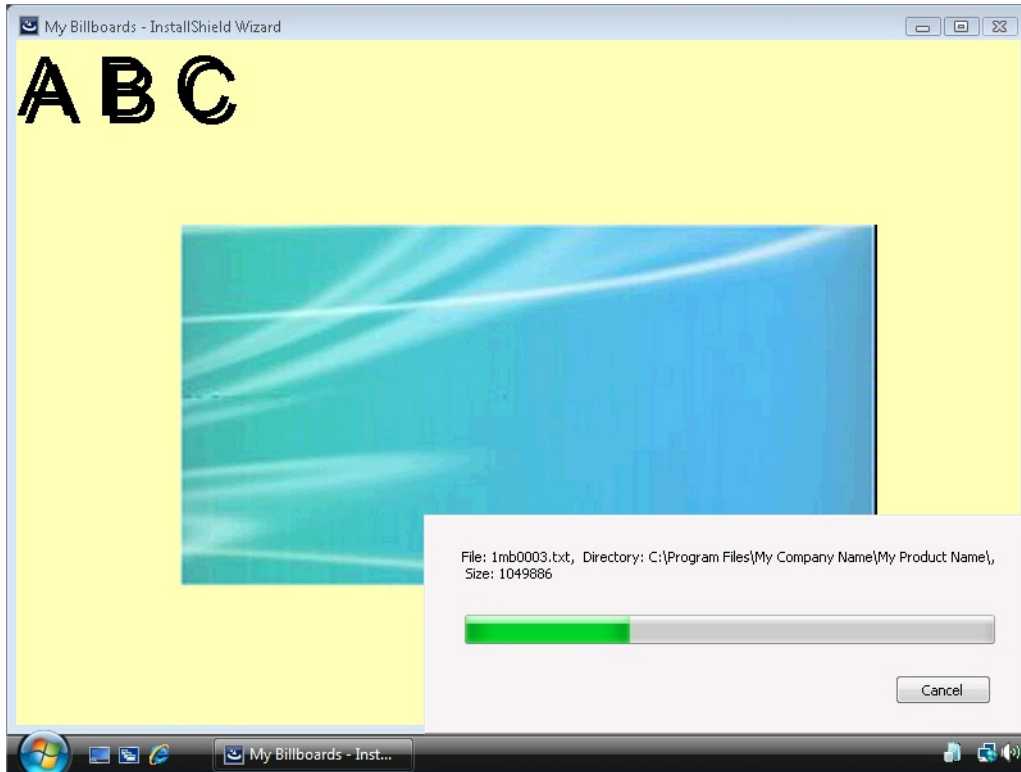 My Billboards - InstallShield Wizard
A B C
File: 1mb0003.txt, Directory: C:\Program Files\My Company Name\My Product Name\,
Size: 1049886
Cancel
My Billboards - Inst...